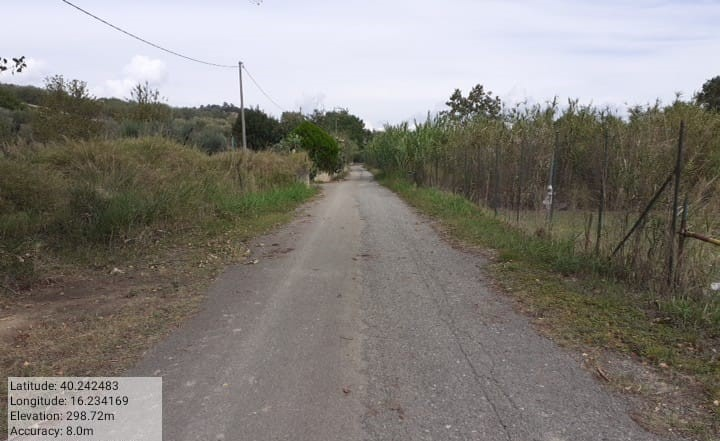 Latitude: 40.242483
Longitude: 16.234169
Elevation: 298.72m
Accuracy: 8.0m